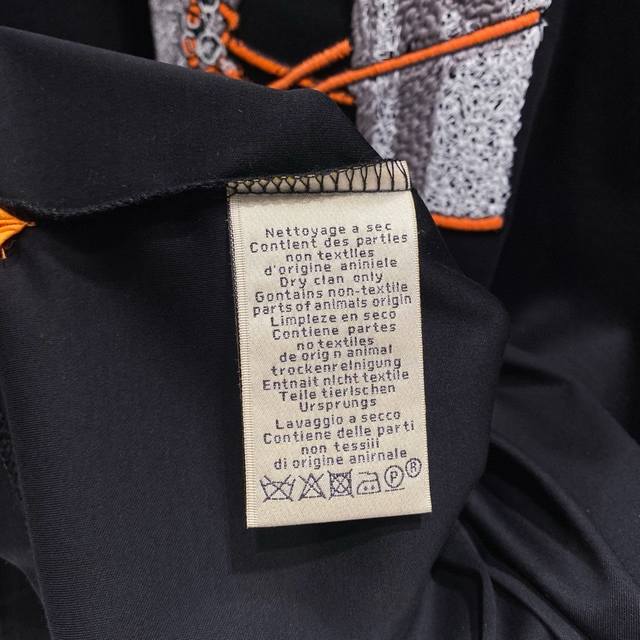 Nettoyage a sec
Contient des parties
non textlles
d'origine aniniele
Dry clan only
Gontains non-textile
parts of animals origin
Limpleze en seco
Contiene partes
no textiles
de orign animal
trockenreinigung
Entnait nicht textile
Teile tierischen
Ursprungs
Lavaggio a secco
Contiene delle parti
non tessiii
di origine anirnale
P ®